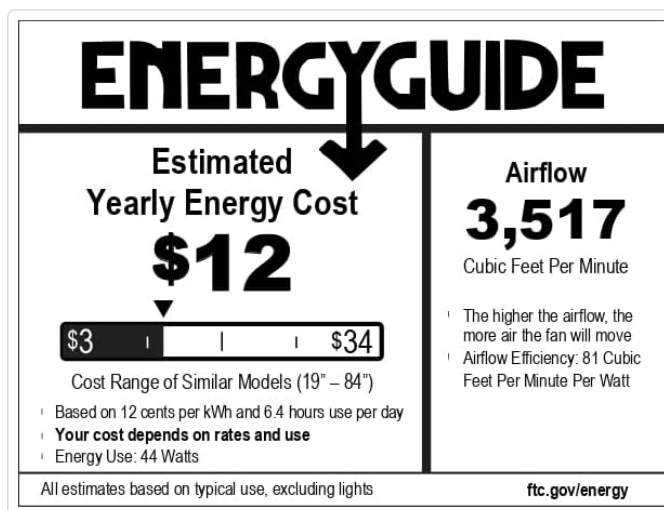 ENERGYGUIDE
Estimated
Yearly Energy Cost
$12
$3
$34
Cost Range of Similar Models (19” – 84”)
Based on 12 cents per kWh and 6.4 hours use per day
Your cost depends on rates and use
Energy Use: 44 Watts
Airflow
3,517
Cubic Feet Per Minute
The higher the airflow, the
more air the fan will move
Airflow Efficiency: 81 Cubic
Feet Per Minute Per Watt
All estimates based on typical use, excluding lights
ftc.gov/energy